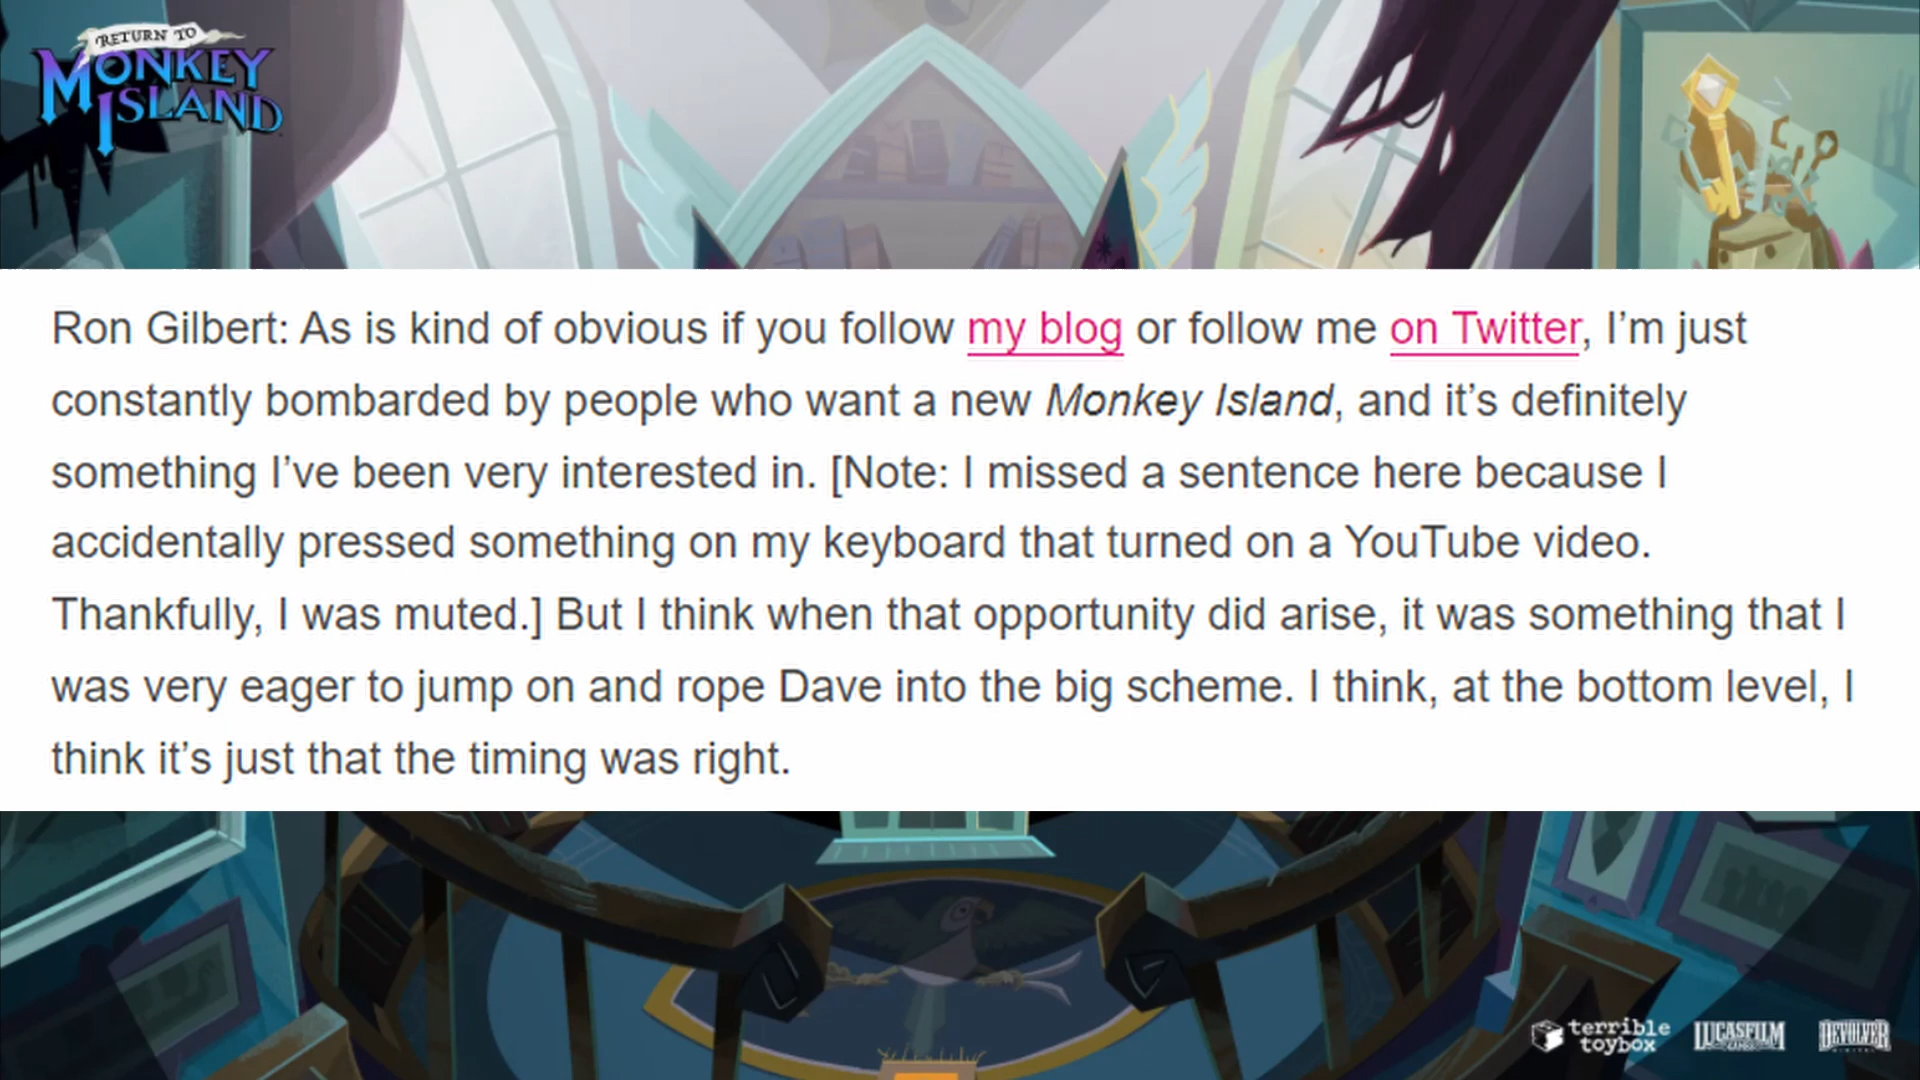 RETURN TO
MONKEY
ISLAND
Ron Gilbert: As is kind of obvious if you follow my blog or follow me on Twitter, I’m just
constantly bombarded by people who want a new Monkey Island, and it’s definitely
something I’ve been very interested in. [Note: I missed a sentence here because I
accidentally pressed something on my keyboard that turned on a YouTube video.
Thankfully, I was muted.] But I think when that opportunity did arise, it was something that I
was very eager to jump on and rope Dave into the big scheme. I think, at the bottom level, I
think it’s just that the timing was right.
terrible
toybox
LUCASFILM
GAMES
DEVOLVER
DIGITAL